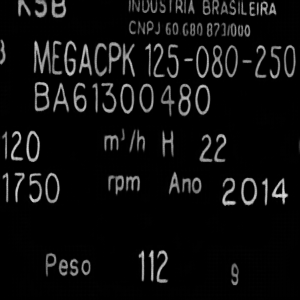 KSB INDUSTRIA BRASILEIRA
CNPJ 60 680 873/000
MEGACPK 125-080-250
BA61300480
120 m³/h H 22
1750 rpm Ano 2014
Peso 112 g